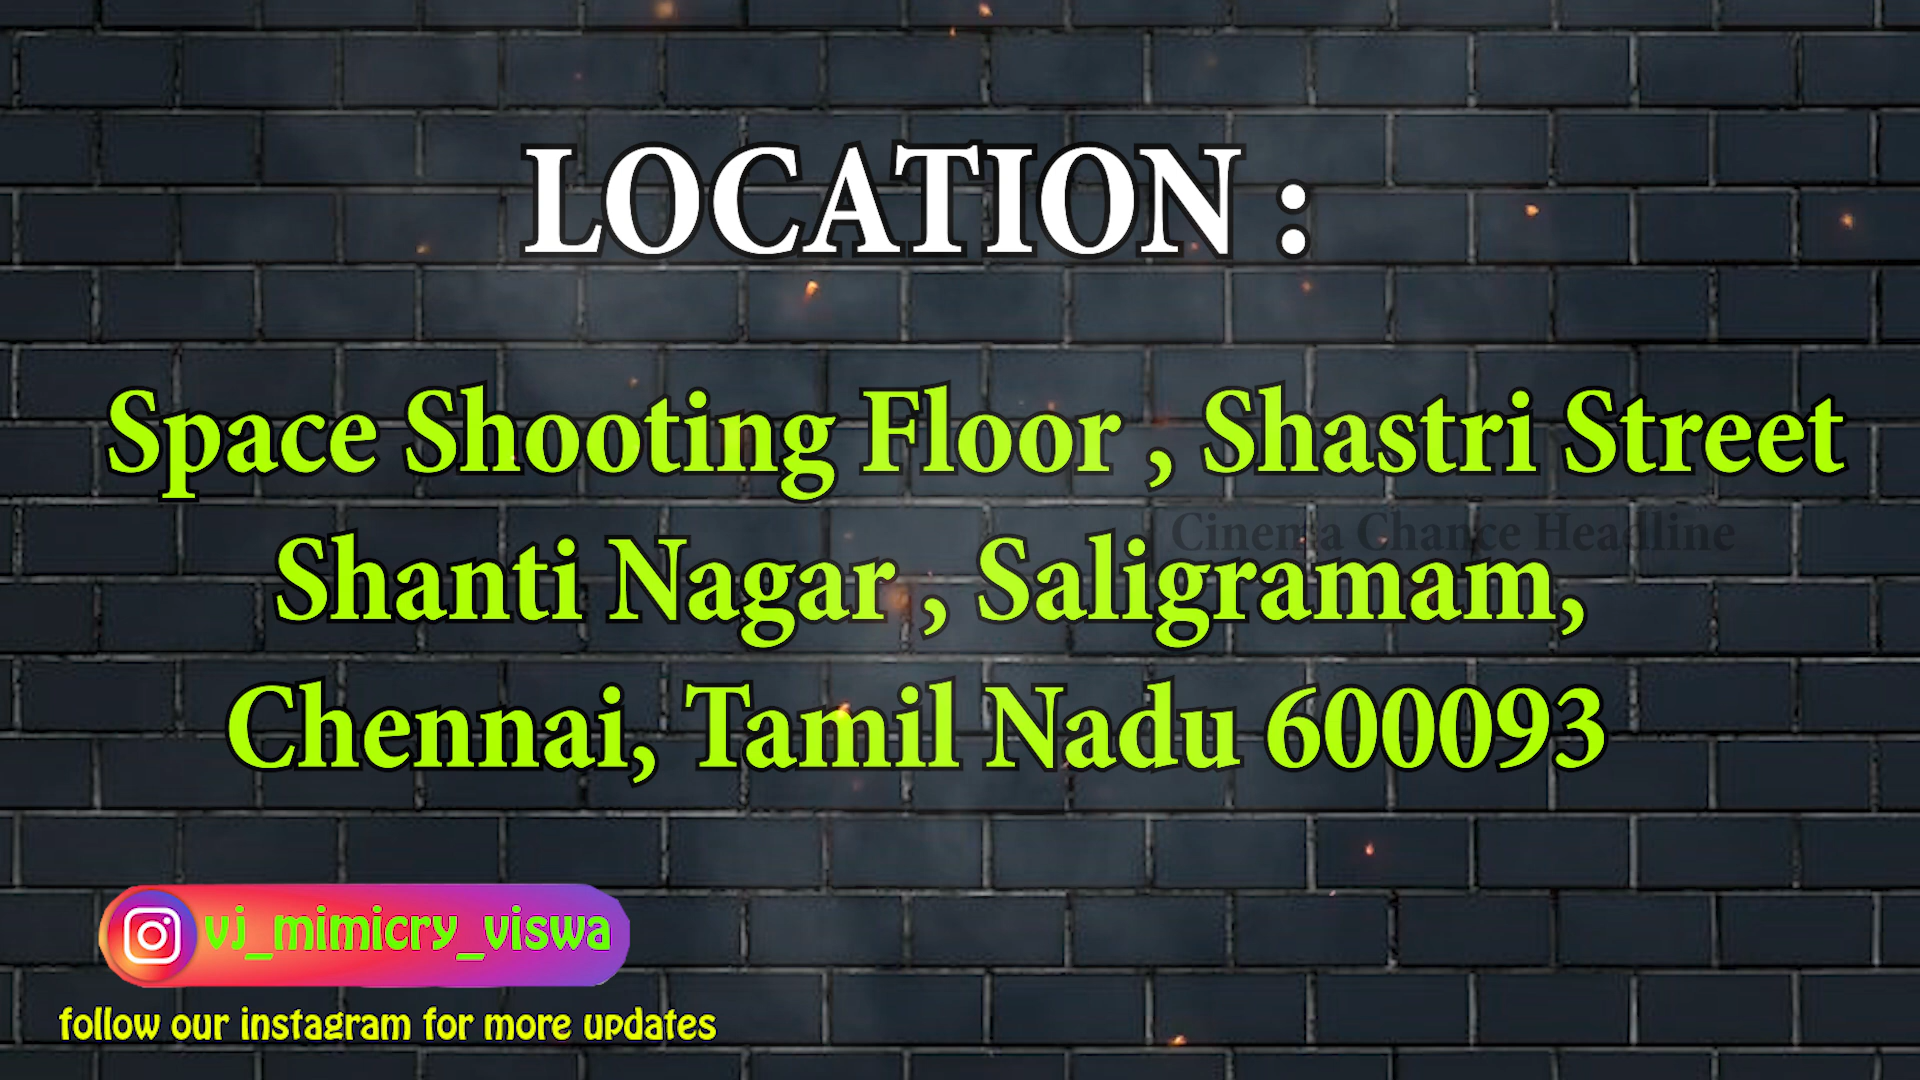 LOCATION :
Space Shooting Floor , Shastri Street
Cinema Chance Headline
Shanti Nagar , Saligramam,
Chennai, Tamil Nadu 600093
vj_mimicry_viswa
follow our instagram for more updates